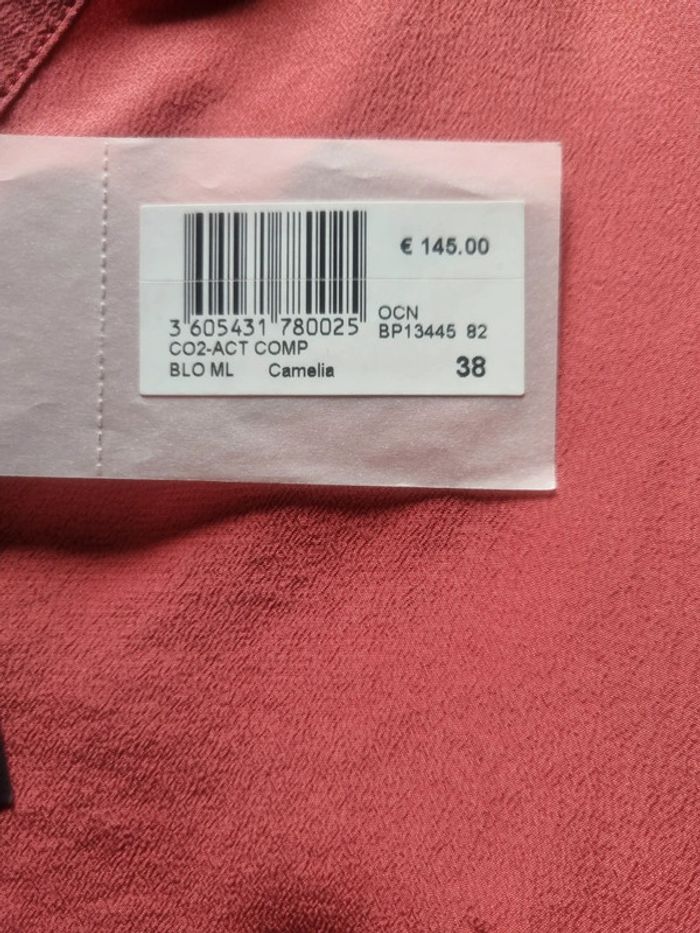 € 145.00
3 605431 780025
OCN
BP13445 82
CO2-ACT COMP
BLO ML Camelia
38